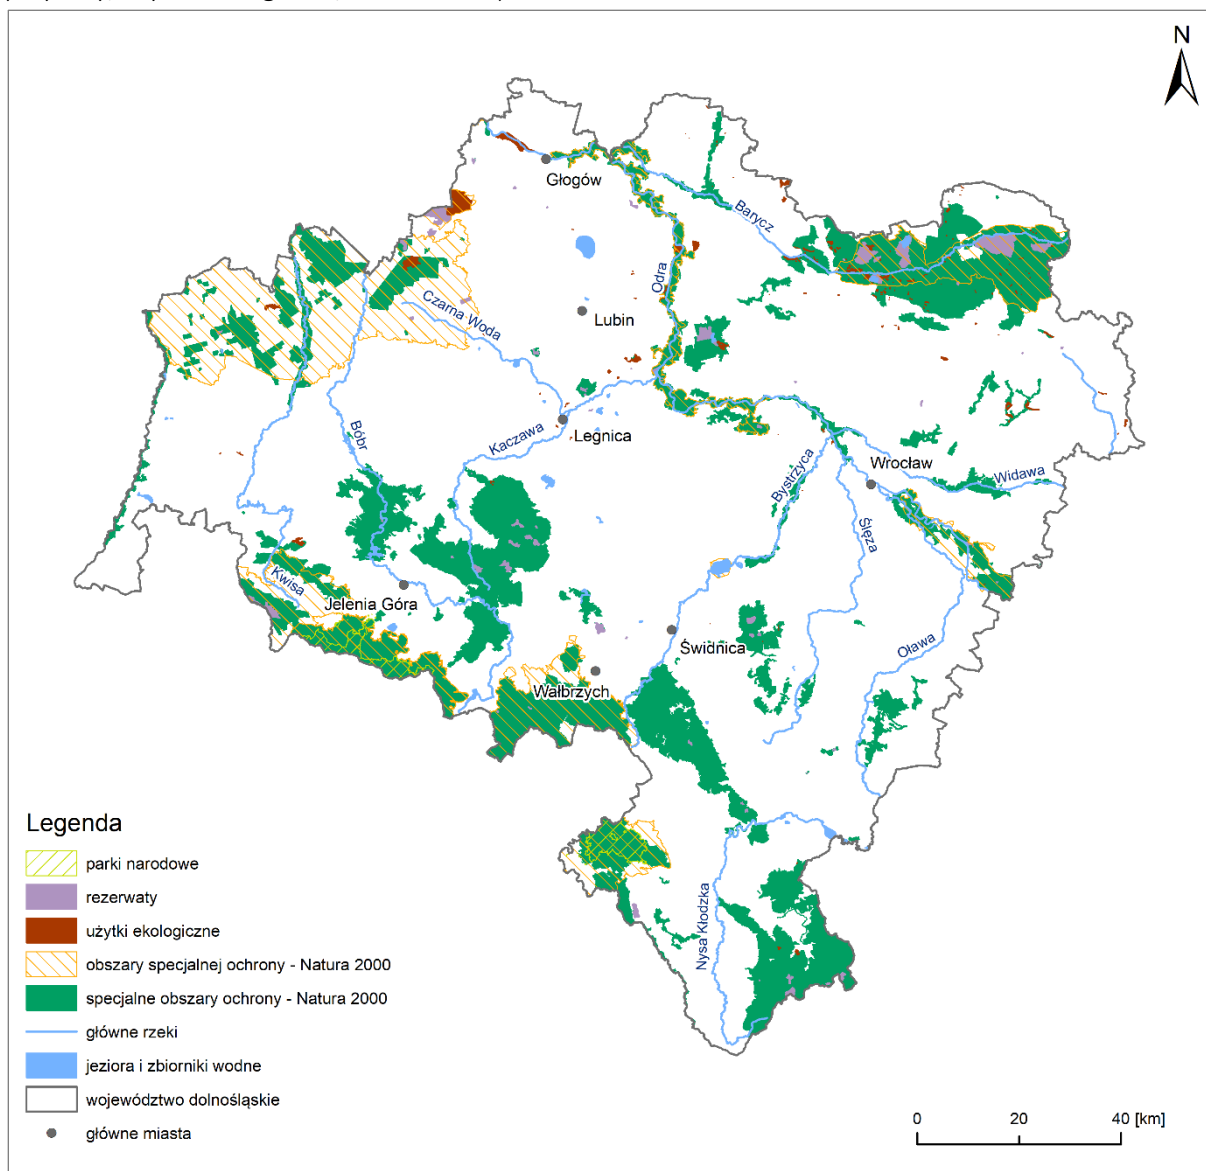 N
Głogów
Barycz
Odra
Czarna Woda
Lubin
Bóbr
Kaczawa
Legnica
Wrocław
Bystrzyca
Widawa
Ślęza
Kwisa
Jelenia Góra
Świdnica
Oława
Wałbrzych
Nysa Kłodzka
Legenda
parki narodowe
rezerwaty
użytki ekologiczne
obszary specjalnej ochrony - Natura 2000
specjalne obszary ochrony - Natura 2000
główne rzeki
jeziora i zbiorniki wodne
województwo dolnośląskie
główne miasta
0 20 40 [km]